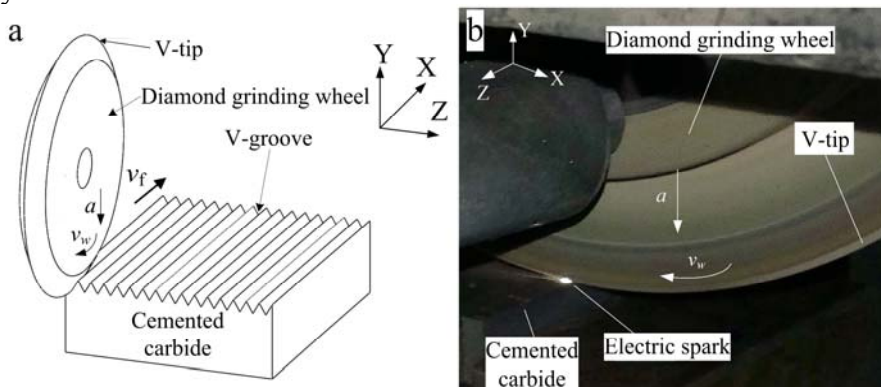 y
a
V-tip
Diamond grinding wheel
V-groove
Y
X
Z
v_f
a
v_w
Cemented
carbide
b
Y
Z
X
Diamond grinding wheel
V-tip
a
v_w
Cemented
carbide
Electric spark